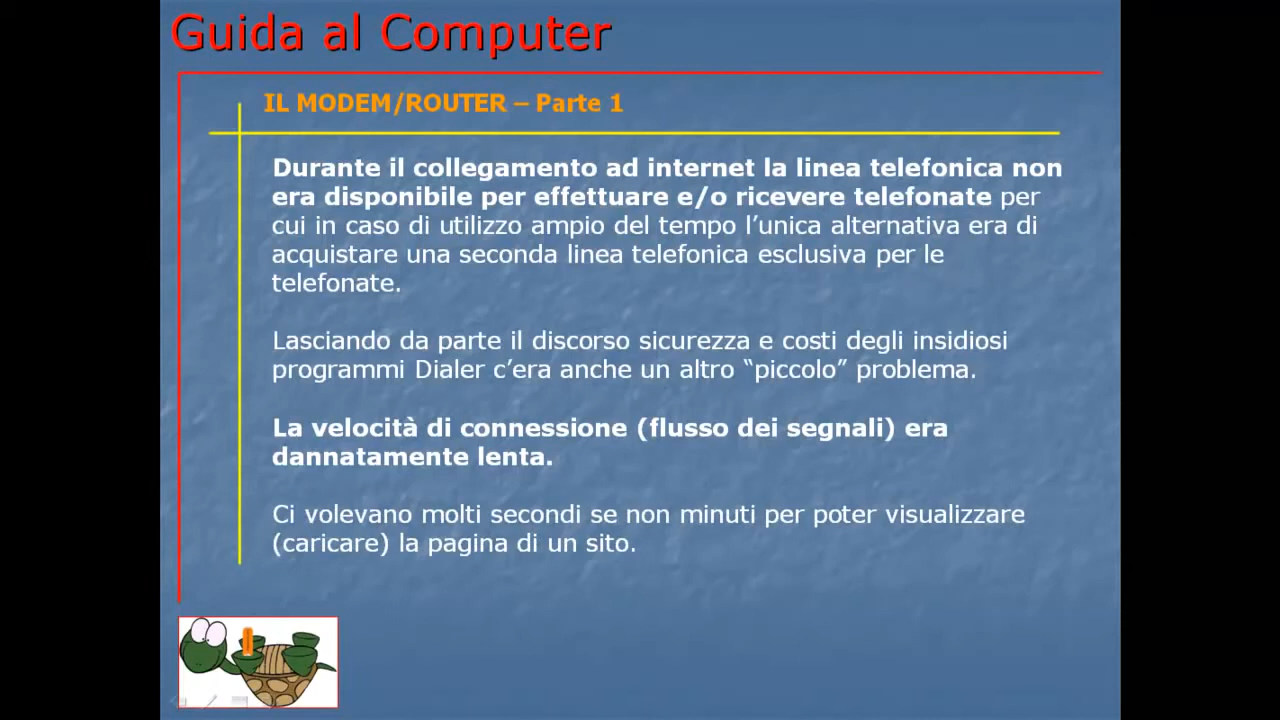 Guida al Computer
IL MODEM/ROUTER – Parte 1
Durante il collegamento ad internet la linea telefonica non
era disponibile per effettuare e/o ricevere telefonate per
cui in caso di utilizzo ampio del tempo l’unica alternativa era di
acquistare una seconda linea telefonica esclusiva per le
telefonate.
Lasciando da parte il discorso sicurezza e costi degli insidiosi
programmi Dialer c’era anche un altro “piccolo” problema.
La velocità di connessione (flusso dei segnali) era
dannatamente lenta.
Ci volevano molti secondi se non minuti per poter visualizzare
(caricare) la pagina di un sito.